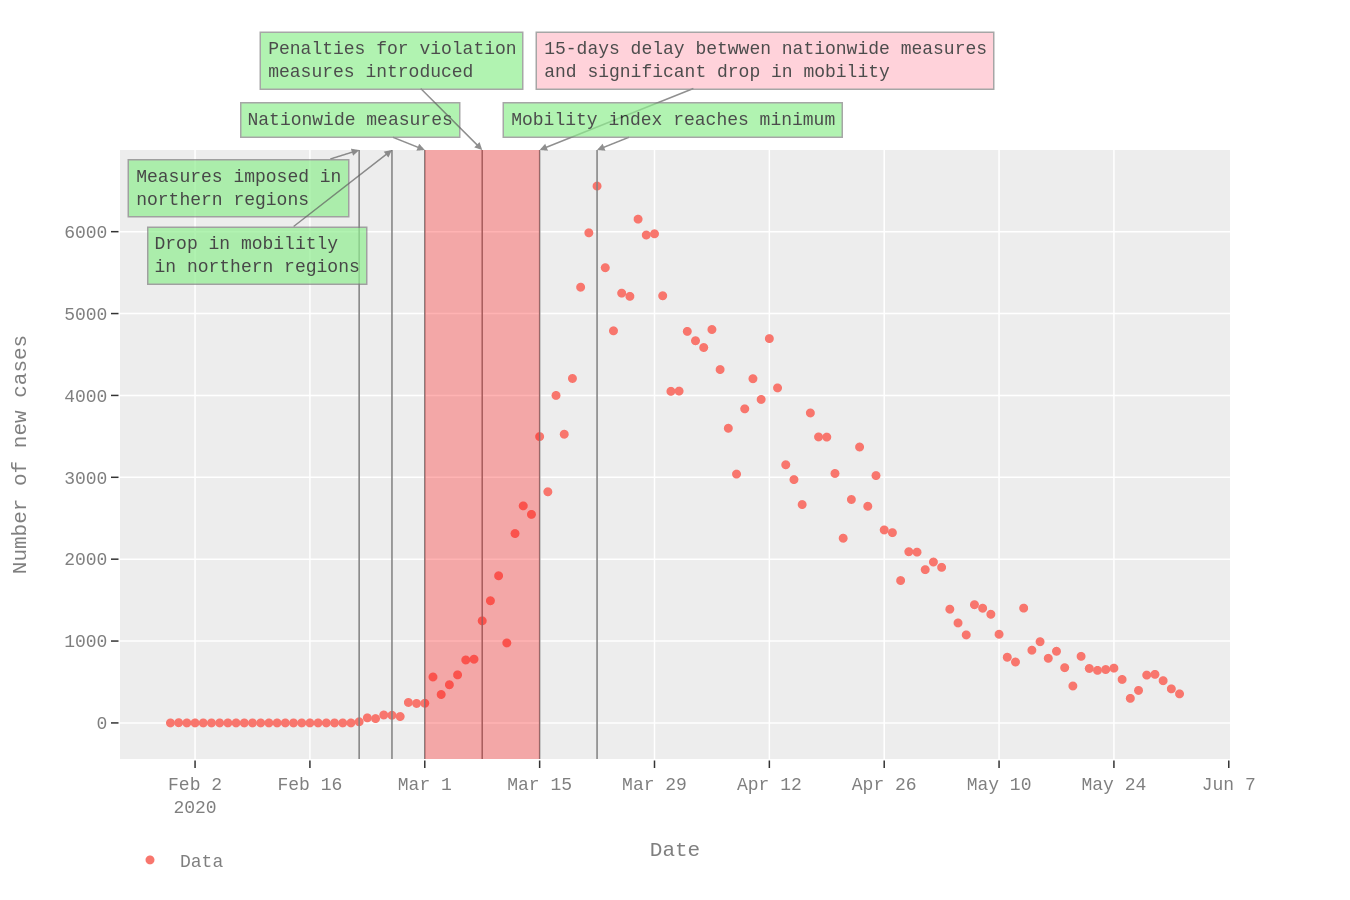 Penalties for violation
measures introduced
15-days delay betwwen nationwide measures
and significant drop in mobility
Nationwide measures
Mobility index reaches minimum
Measures imposed in
northern regions
Drop in mobilitly
in northern regions
Number of new cases
6000
5000
4000
3000
2000
1000
0
Feb 2
2020
Feb 16
Mar 1
Mar 15
Mar 29
Apr 12
Apr 26
May 10
May 24
Jun 7
Date
Data